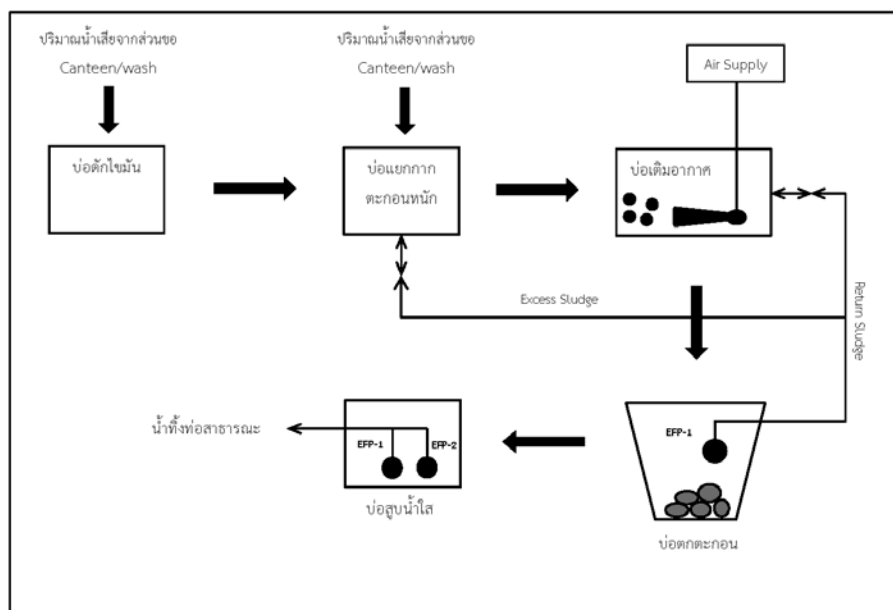 ปริมาณน้ำเสียจากส่วนขอ
Canteen/wash
ปริมาณน้ำเสียจากส่วนขอ
Canteen/wash
Air Supply
บ่อดักไขมัน
บ่อแยกกาก
ตะกอนหนัก
บ่อเติมอากาศ
Excess Sludge
Return Sludge
น้ำทิ้งท่อสาธารณะ
EFP-1
EFP-2
EFP-1
บ่อสูบน้ำใส
บ่อตกตะกอน